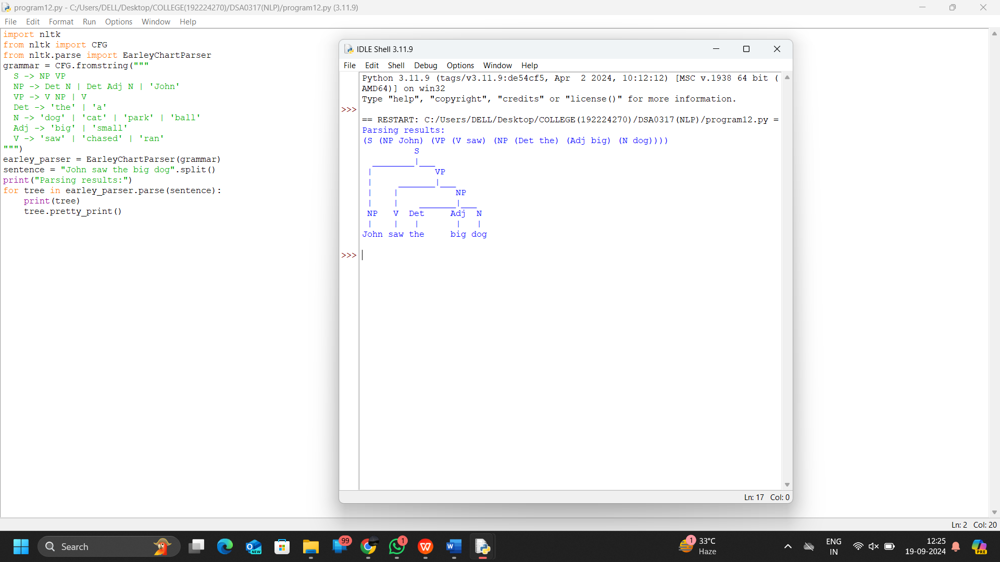 program12.py - C:/Users/DELL/Desktop/COLLEGE(192224270)/DSA0317(NLP)/program12.py (3.11.9)
File Edit Format Run Options Window Help
import nltk
from nltk import CFG
from nltk.parse import EarleyChartParser
grammar = CFG.fromstring("""
  S -> NP VP
  NP -> Det N | Det Adj N | 'John'
  VP -> V NP | V
  Det -> 'the' | 'a'
  N -> 'dog' | 'cat' | 'park' | 'ball'
  Adj -> 'big' | 'small'
  V -> 'saw' | 'chased' | 'ran'
""")
earley_parser = EarleyChartParser(grammar)
sentence = "John saw the big dog".split()
print("Parsing results:")
for tree in earley_parser.parse(sentence):
    print(tree)
    tree.pretty_print()
IDLE Shell 3.11.9
File Edit Shell Debug Options Window Help
Python 3.11.9 (tags/v3.11.9:de54cf5, Apr  2 2024, 10:12:12) [MSC v.1938 64 bit (
AMD64)] on win32
Type "help", "copyright", "credits" or "license()" for more information.
>>>
== RESTART: C:/Users/DELL/Desktop/COLLEGE(192224270)/DSA0317(NLP)/program12.py =
Parsing results:
(S (NP John) (VP (V saw) (NP (Det the) (Adj big) (N dog))))
          S
  ________|___
 |            VP
 |     _______|___
 |    |           NP
 |    |    _______|___
 NP   V  Det     Adj  N
 |    |   |       |   |
John saw the     big dog
>>>
Ln: 17 Col: 0
Ln: 2 Col: 20
Search
NEW
99
1
W
W
1
33°C
Haze
ENG
IN
12:25
19-09-2024
PRE